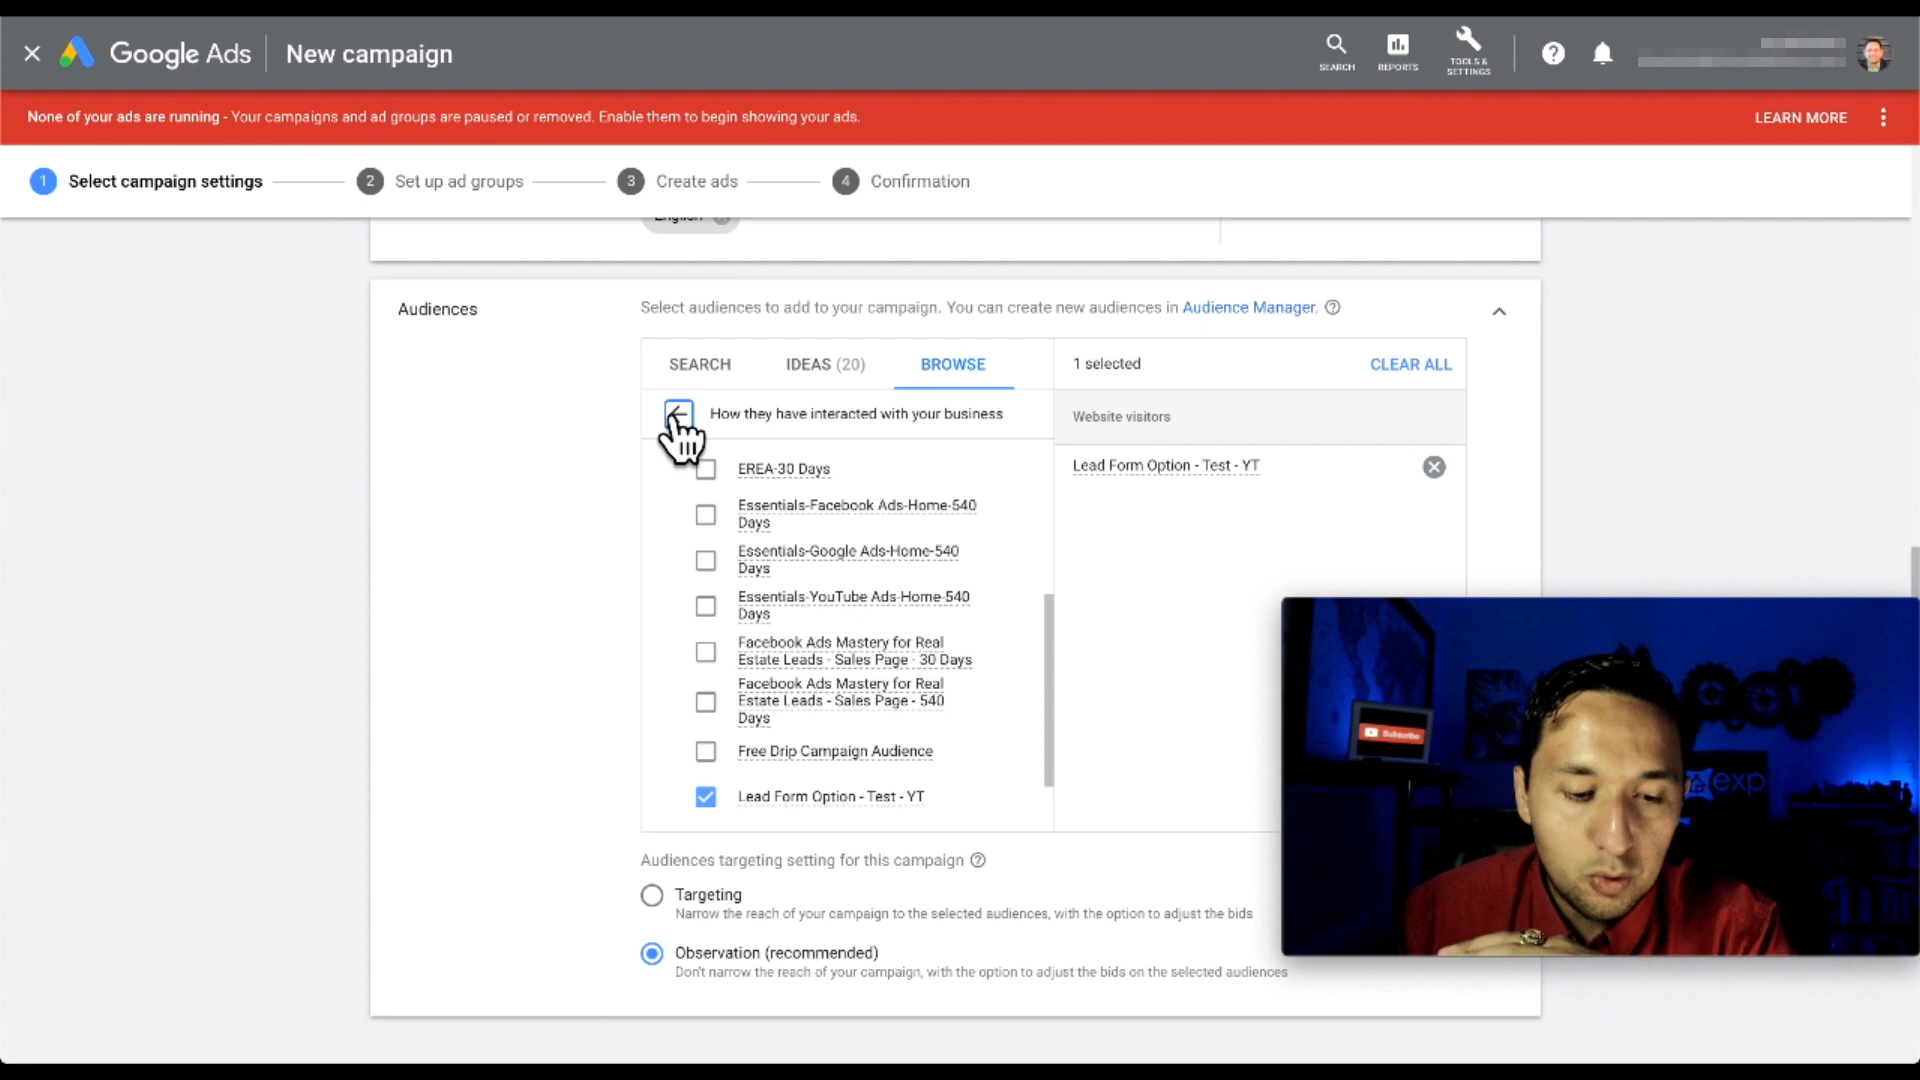 Google Ads
New campaign
SEARCH
REPORTS
TOOLS &
SETTINGS
None of your ads are running - Your campaigns and ad groups are paused or removed. Enable them to begin showing your ads.
LEARN MORE
1 Select campaign settings
2 Set up ad groups
3 Create ads
4 Confirmation
English
Audiences
Select audiences to add to your campaign. You can create new audiences in Audience Manager.
SEARCH
IDEAS (20)
BROWSE
1 selected
CLEAR ALL
How they have interacted with your business
Website visitors
EREA-30 Days
Lead Form Option - Test - YT
Essentials-Facebook Ads-Home-540
Days
Essentials-Google Ads-Home-540
Days
Essentials-YouTube Ads-Home-540
Days
Facebook Ads Mastery for Real
Estate Leads - Sales Page - 30 Days
Facebook Ads Mastery for Real
Estate Leads - Sales Page - 540
Days
Free Drip Campaign Audience
Lead Form Option - Test - YT
Subscribe
exp
Audiences targeting setting for this campaign
Targeting
Narrow the reach of your campaign to the selected audiences, with the option to adjust the bids
Observation (recommended)
Don't narrow the reach of your campaign, with the option to adjust the bids on the selected audiences